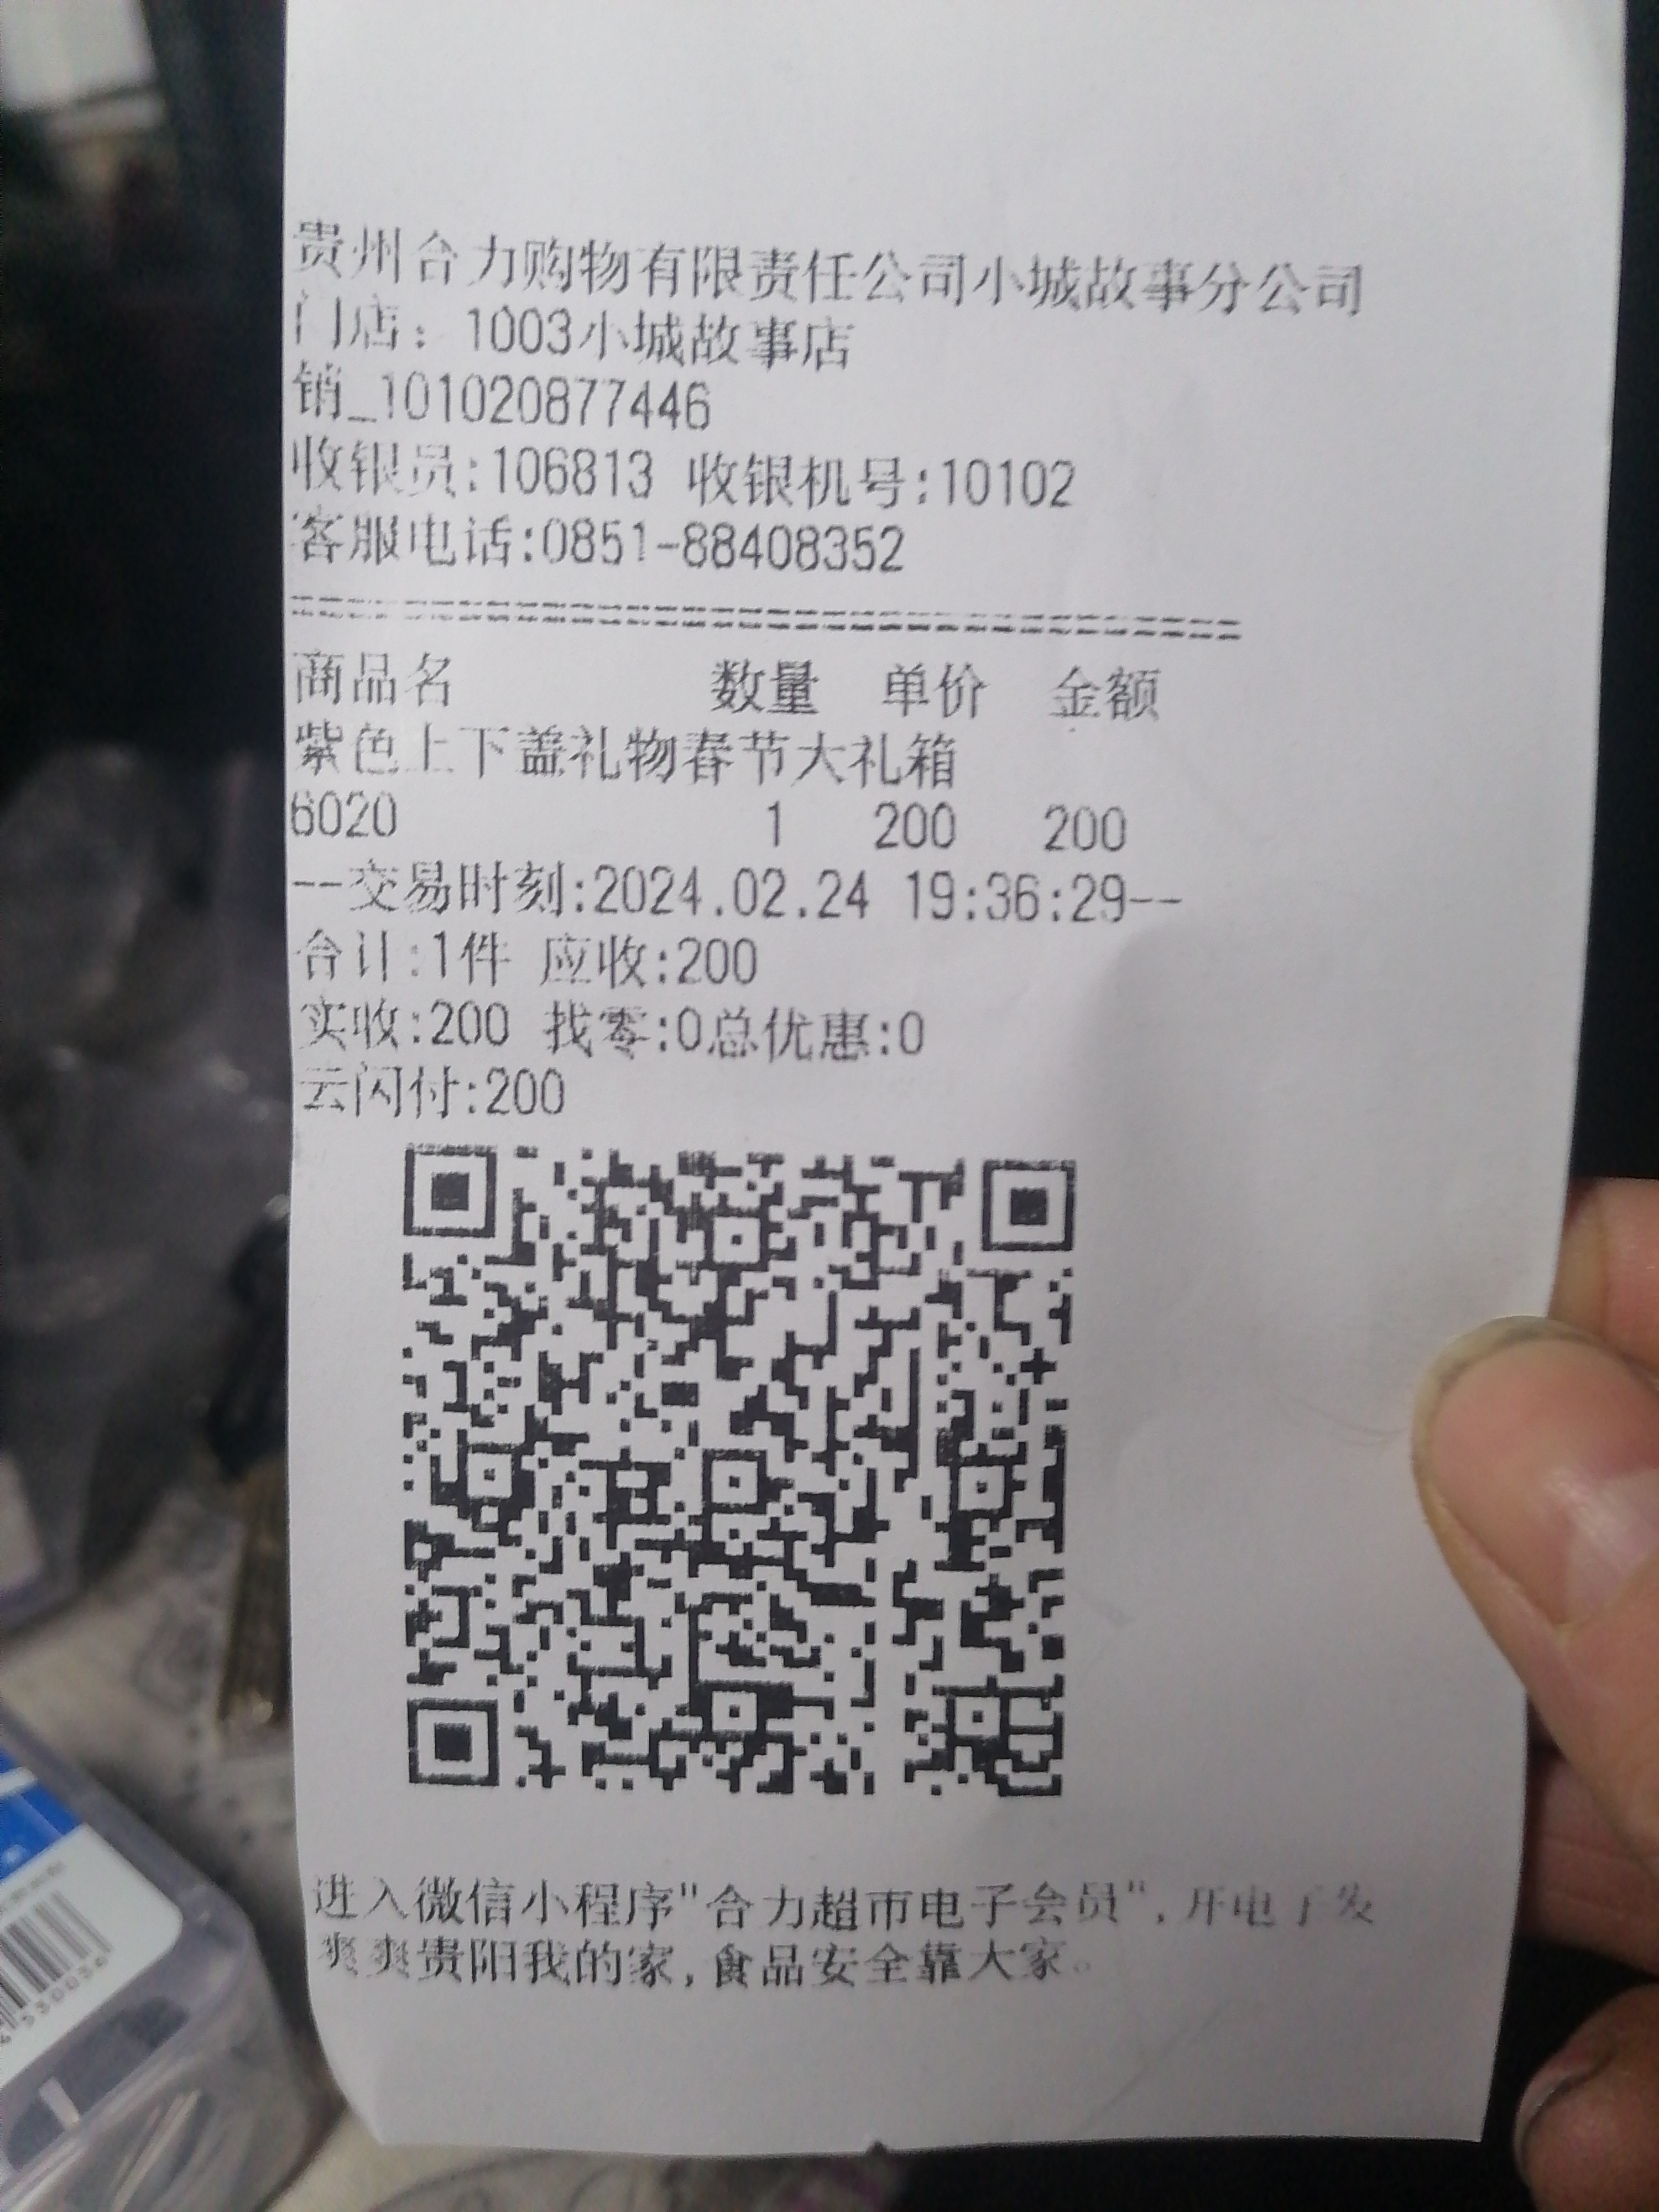 贵州合力购物有限责任公司小城故事分公司
门店：1003小城故事店
销_101020877446
收银员:106813 收银机号:10102
客服电话:0851-88408352
================================
商品名 数量 单价 金额
紫色上下盖礼物春节大礼箱
6020 1 200 200
--交易时刻:2024.02.24 19:36:29--
合计:1件 应收:200
实收:200 找零:0总优惠:0
云闪付:200
进入微信小程序"合力超市电子会员",开电子发
爽爽贵阳我的家,食品安全靠大家。